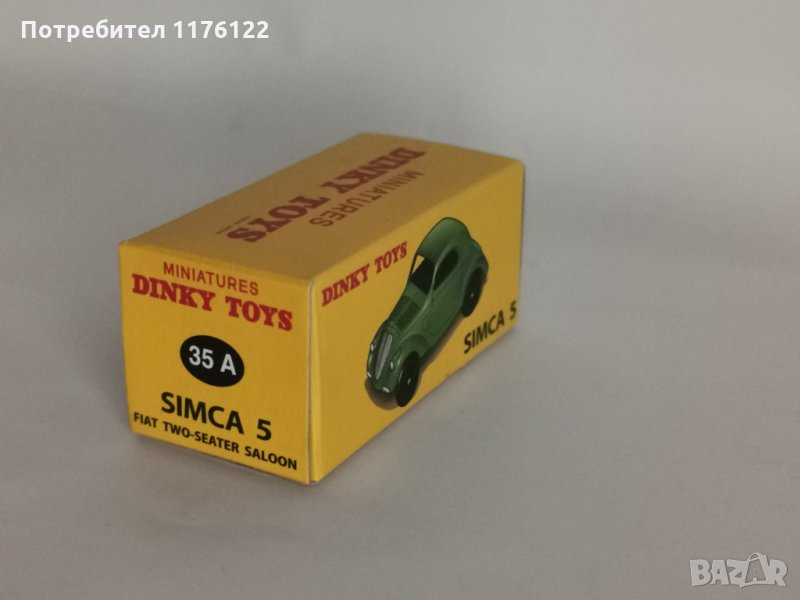 Потребител 1176122
MINIATURES
DINKY TOYS
MINIATURES
DINKY TOYS
35 A
SIMCA 5
FIAT TWO-SEATER SALOON
DINKY TOYS
SIMCA 5
BAZAR